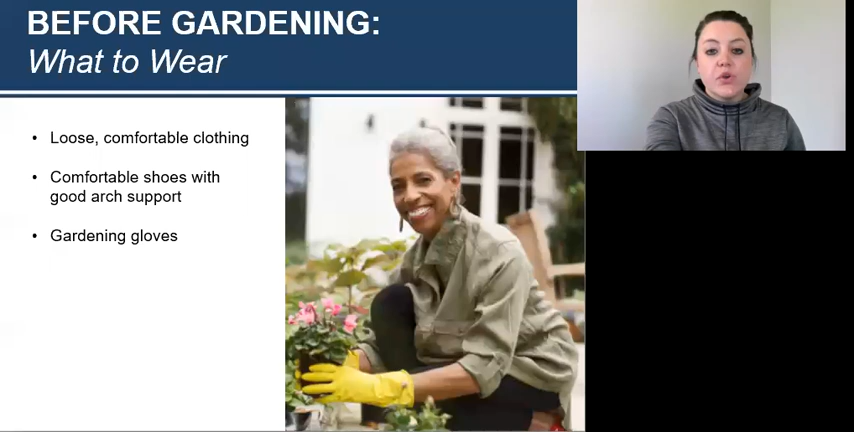 BEFORE GARDENING:
What to Wear
• Loose, comfortable clothing
• Comfortable shoes with
good arch support
• Gardening gloves